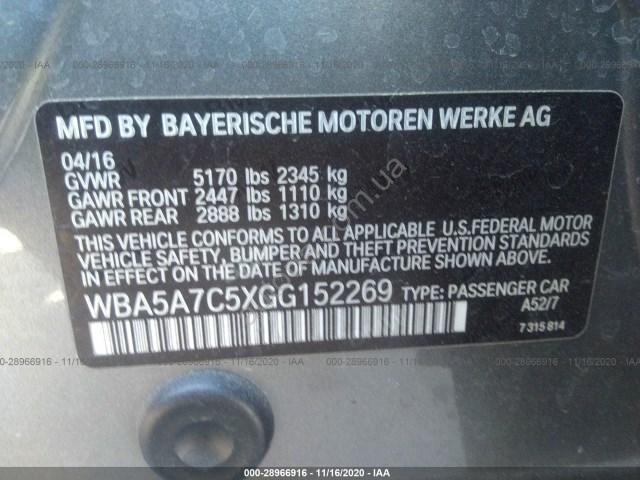 000-28966916 - 11/16/2020 - IAA
MFD BY BAYERISCHE MOTOREN WERKE AG
04/16
GVWR 5170 lbs 2345 kg
GAWR FRONT 2447 lbs 1110 kg
GAWR REAR 2888 lbs 1310 kg
THIS VEHICLE CONFORMS TO ALL APPLICABLE U.S.FEDERAL MOTOR
VEHICLE SAFETY, BUMPER AND THEFT PREVENTION STANDARDS
IN EFFECT ON THE DATE OF MANUFACTURE SHOWN ABOVE.
WBA5A7C5XGG152269 TYPE: PASSENGER CAR
A52/7
7 315 814
000-28966916 - 11/16/2020 - IAA